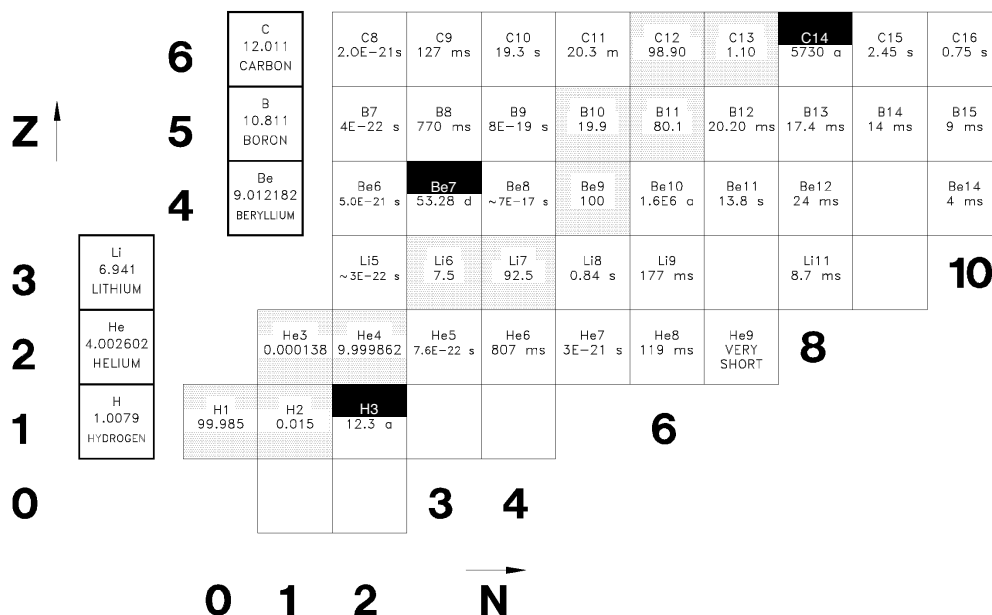 6
C
12.011
CARBON
C8
2.0E-21s
C9
127 ms
C10
19.3 s
C11
20.3 m
C12
98.90
C13
1.10
C14
5730 a
C15
2.45 s
C16
0.75 s
Z
5
B
10.811
BORON
B7
4E-22 s
B8
770 ms
B9
8E-19 s
B10
19.9
B11
80.1
B12
20.20 ms
B13
17.4 ms
B14
14 ms
B15
9 ms
4
Be
9.012182
BERYLLIUM
Be6
5.0E-21 s
Be7
53.28 d
Be8
~7E-17 s
Be9
100
Be10
1.6E6 a
Be11
13.8 s
Be12
24 ms
Be14
4 ms
3
Li
6.941
LITHIUM
Li5
~3E-22 s
Li6
7.5
Li7
92.5
Li8
0.84 s
Li9
177 ms
Li11
8.7 ms
10
2
He
4.002602
HELIUM
He3
0.000138
He4
9.999862
He5
7.6E-22 s
He6
807 ms
He7
3E-21 s
He8
119 ms
He9
VERY
SHORT
8
1
H
1.0079
HYDROGEN
H1
99.985
H2
0.015
H3
12.3 a
6
0
3
4
0
1
2
N